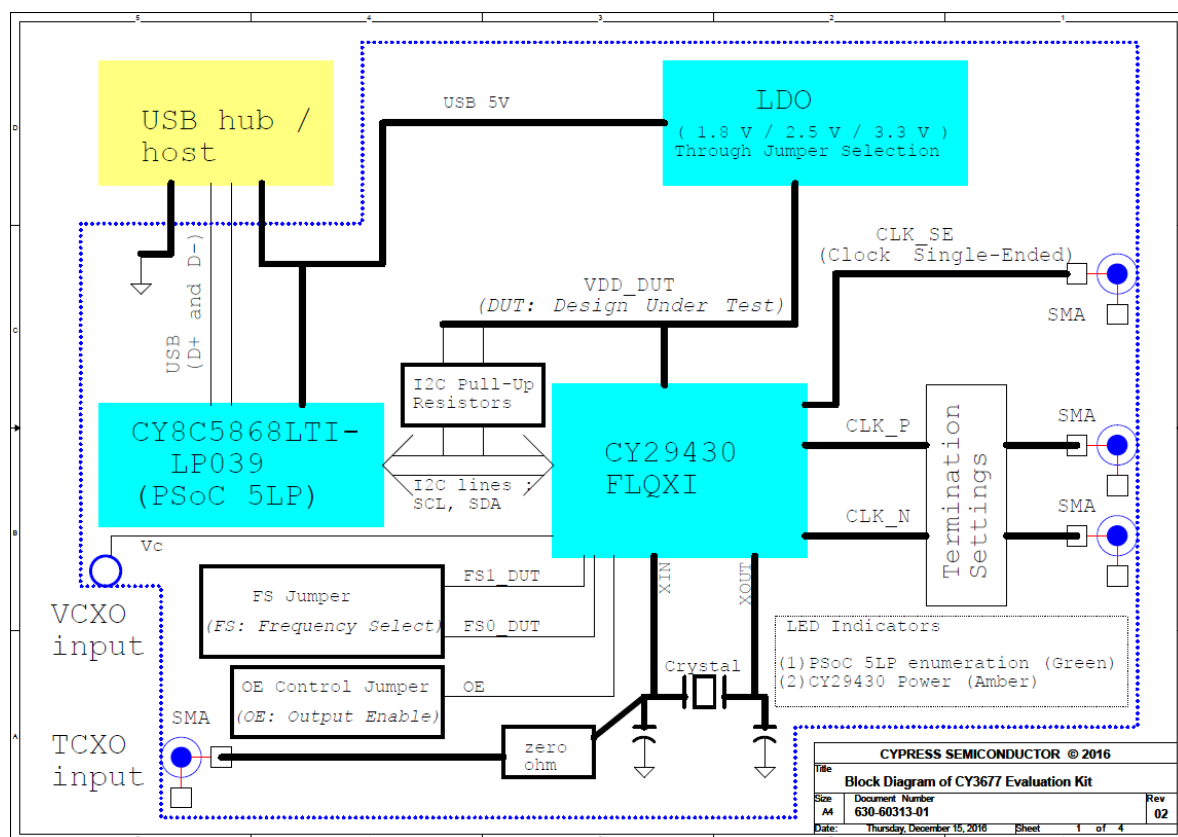 5 4 3 2 1
D
C
B
A
USB hub /
host
USB 5V
LDO
( 1.8 V / 2.5 V / 3.3 V )
Through Jumper Selection
CLK_SE
(Clock Single-Ended)
SMA
USB
(D+ and D-)
VDD_DUT
(DUT: Design Under Test)
I2C Pull-Up
Resistors
CY8C5868LTI-
LP039
(PSoC 5LP)
I2C lines :
SCL, SDA
CY29430
FLQXI
CLK_P
CLK_N
Termination
Settings
SMA
SMA
Vc
VCXO
input
FS Jumper
(FS: Frequency Select)
FS1_DUT
FS0_DUT
XIN
XOUT
OE Control Jumper
(OE: Output Enable)
OE
Crystal
LED Indicators
(1)PSoC 5LP enumeration (Green)
(2)CY29430 Power (Amber)
SMA
TCXO
input
zero
ohm
CYPRESS SEMICONDUCTOR © 2016
Title
Block Diagram of CY3677 Evaluation Kit
Size Document Number Rev
A4 630-60313-01 02
Date: Thursday, December 15, 2016 Sheet 1 of 4